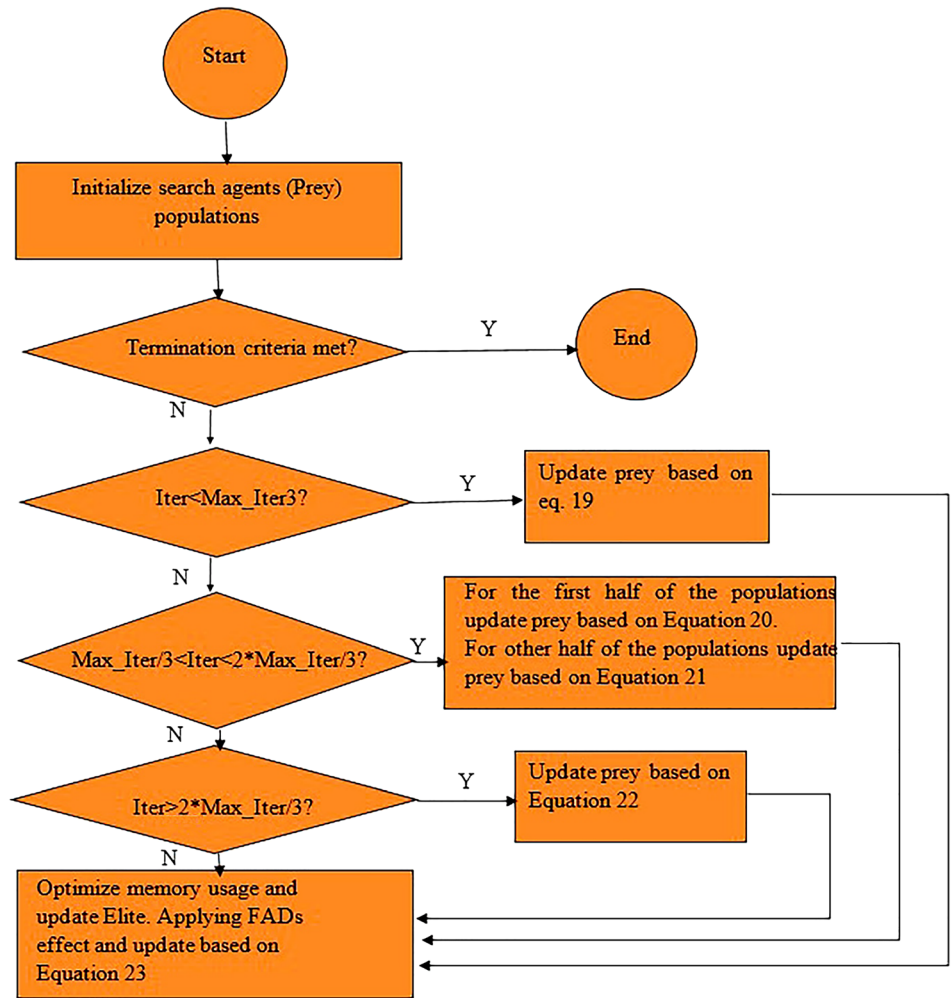 Start
Initialize search agents (Prey)
populations
Termination criteria met?
Y
End
N
Iter<Max_Iter3?
Y
Update prey based on
eq. 19
N
Max_Iter/3<Iter<2*Max_Iter/3?
Y
For the first half of the populations
update prey based on Equation 20.
For other half of the populations update
prey based on Equation 21
N
Iter>2*Max_Iter/3?
Y
Update prey based on
Equation 22
N
Optimize memory usage and
update Elite. Applying FADs
effect and update based on
Equation 23